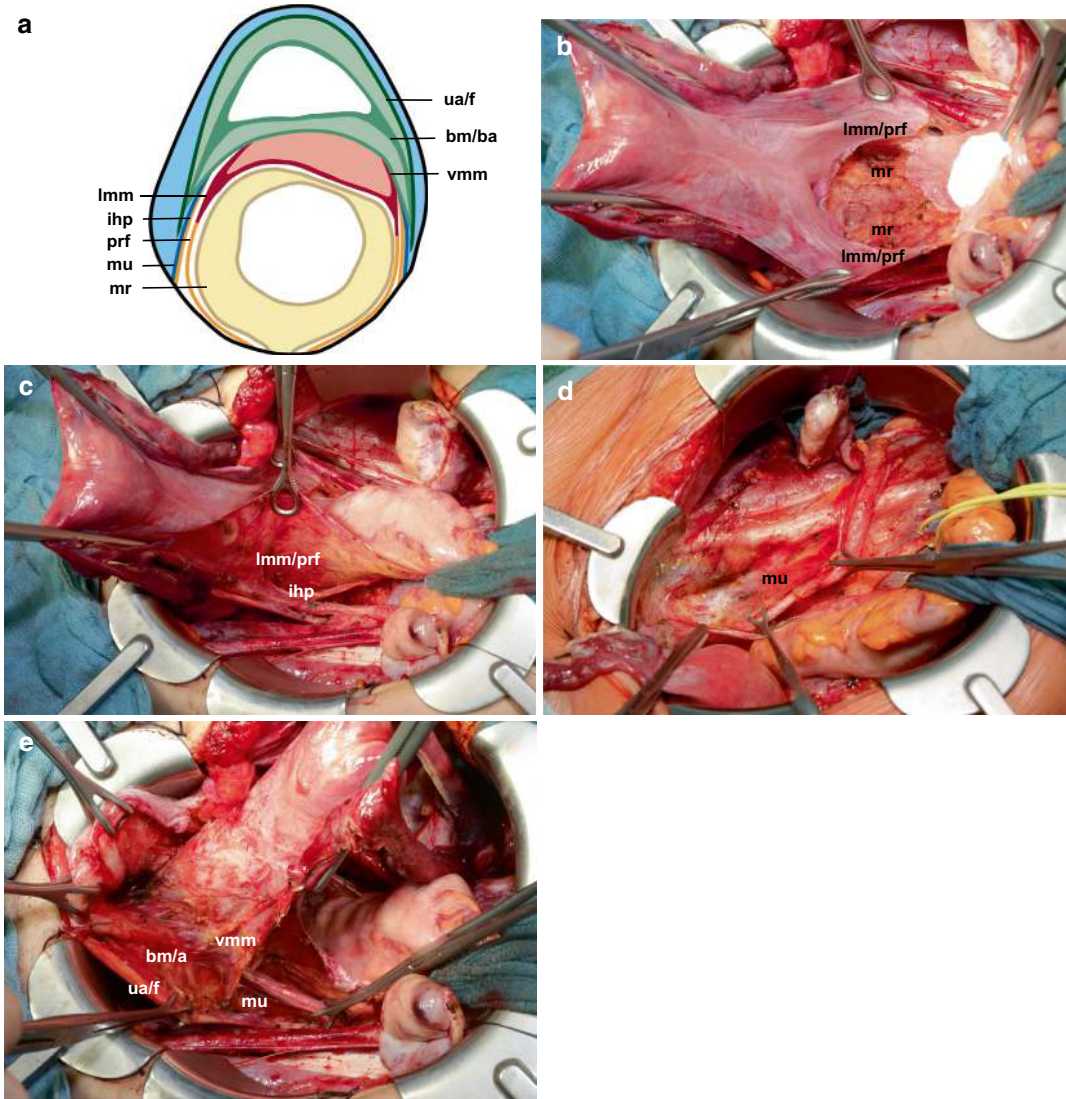 a
ua/f
bm/ba
vmm
lmm
ihp
prf
mu
mr
b
lmm/prf
mr
mr
lmm/prf
c
lmm/prf
ihp
d
mu
e
vmm
bm/a
ua/f
mu